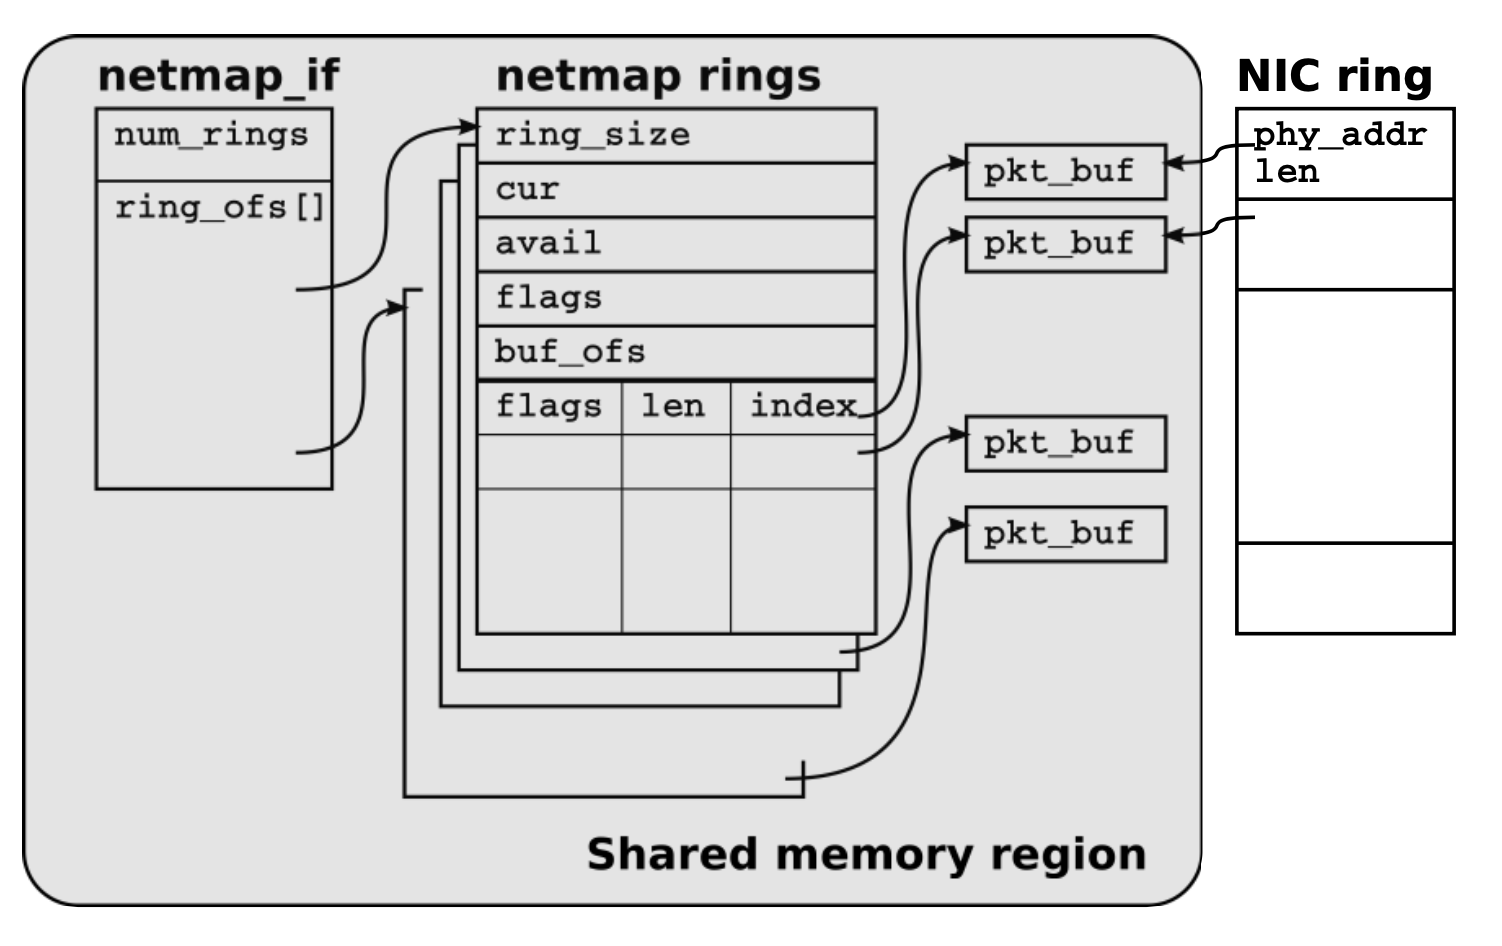 netmap_if
num_rings
ring_ofs[]
netmap rings
ring_size
cur
avail
flags
buf_ofs
flags len index
pkt_buf
pkt_buf
pkt_buf
pkt_buf
NIC ring
phy_addr
len
Shared memory region